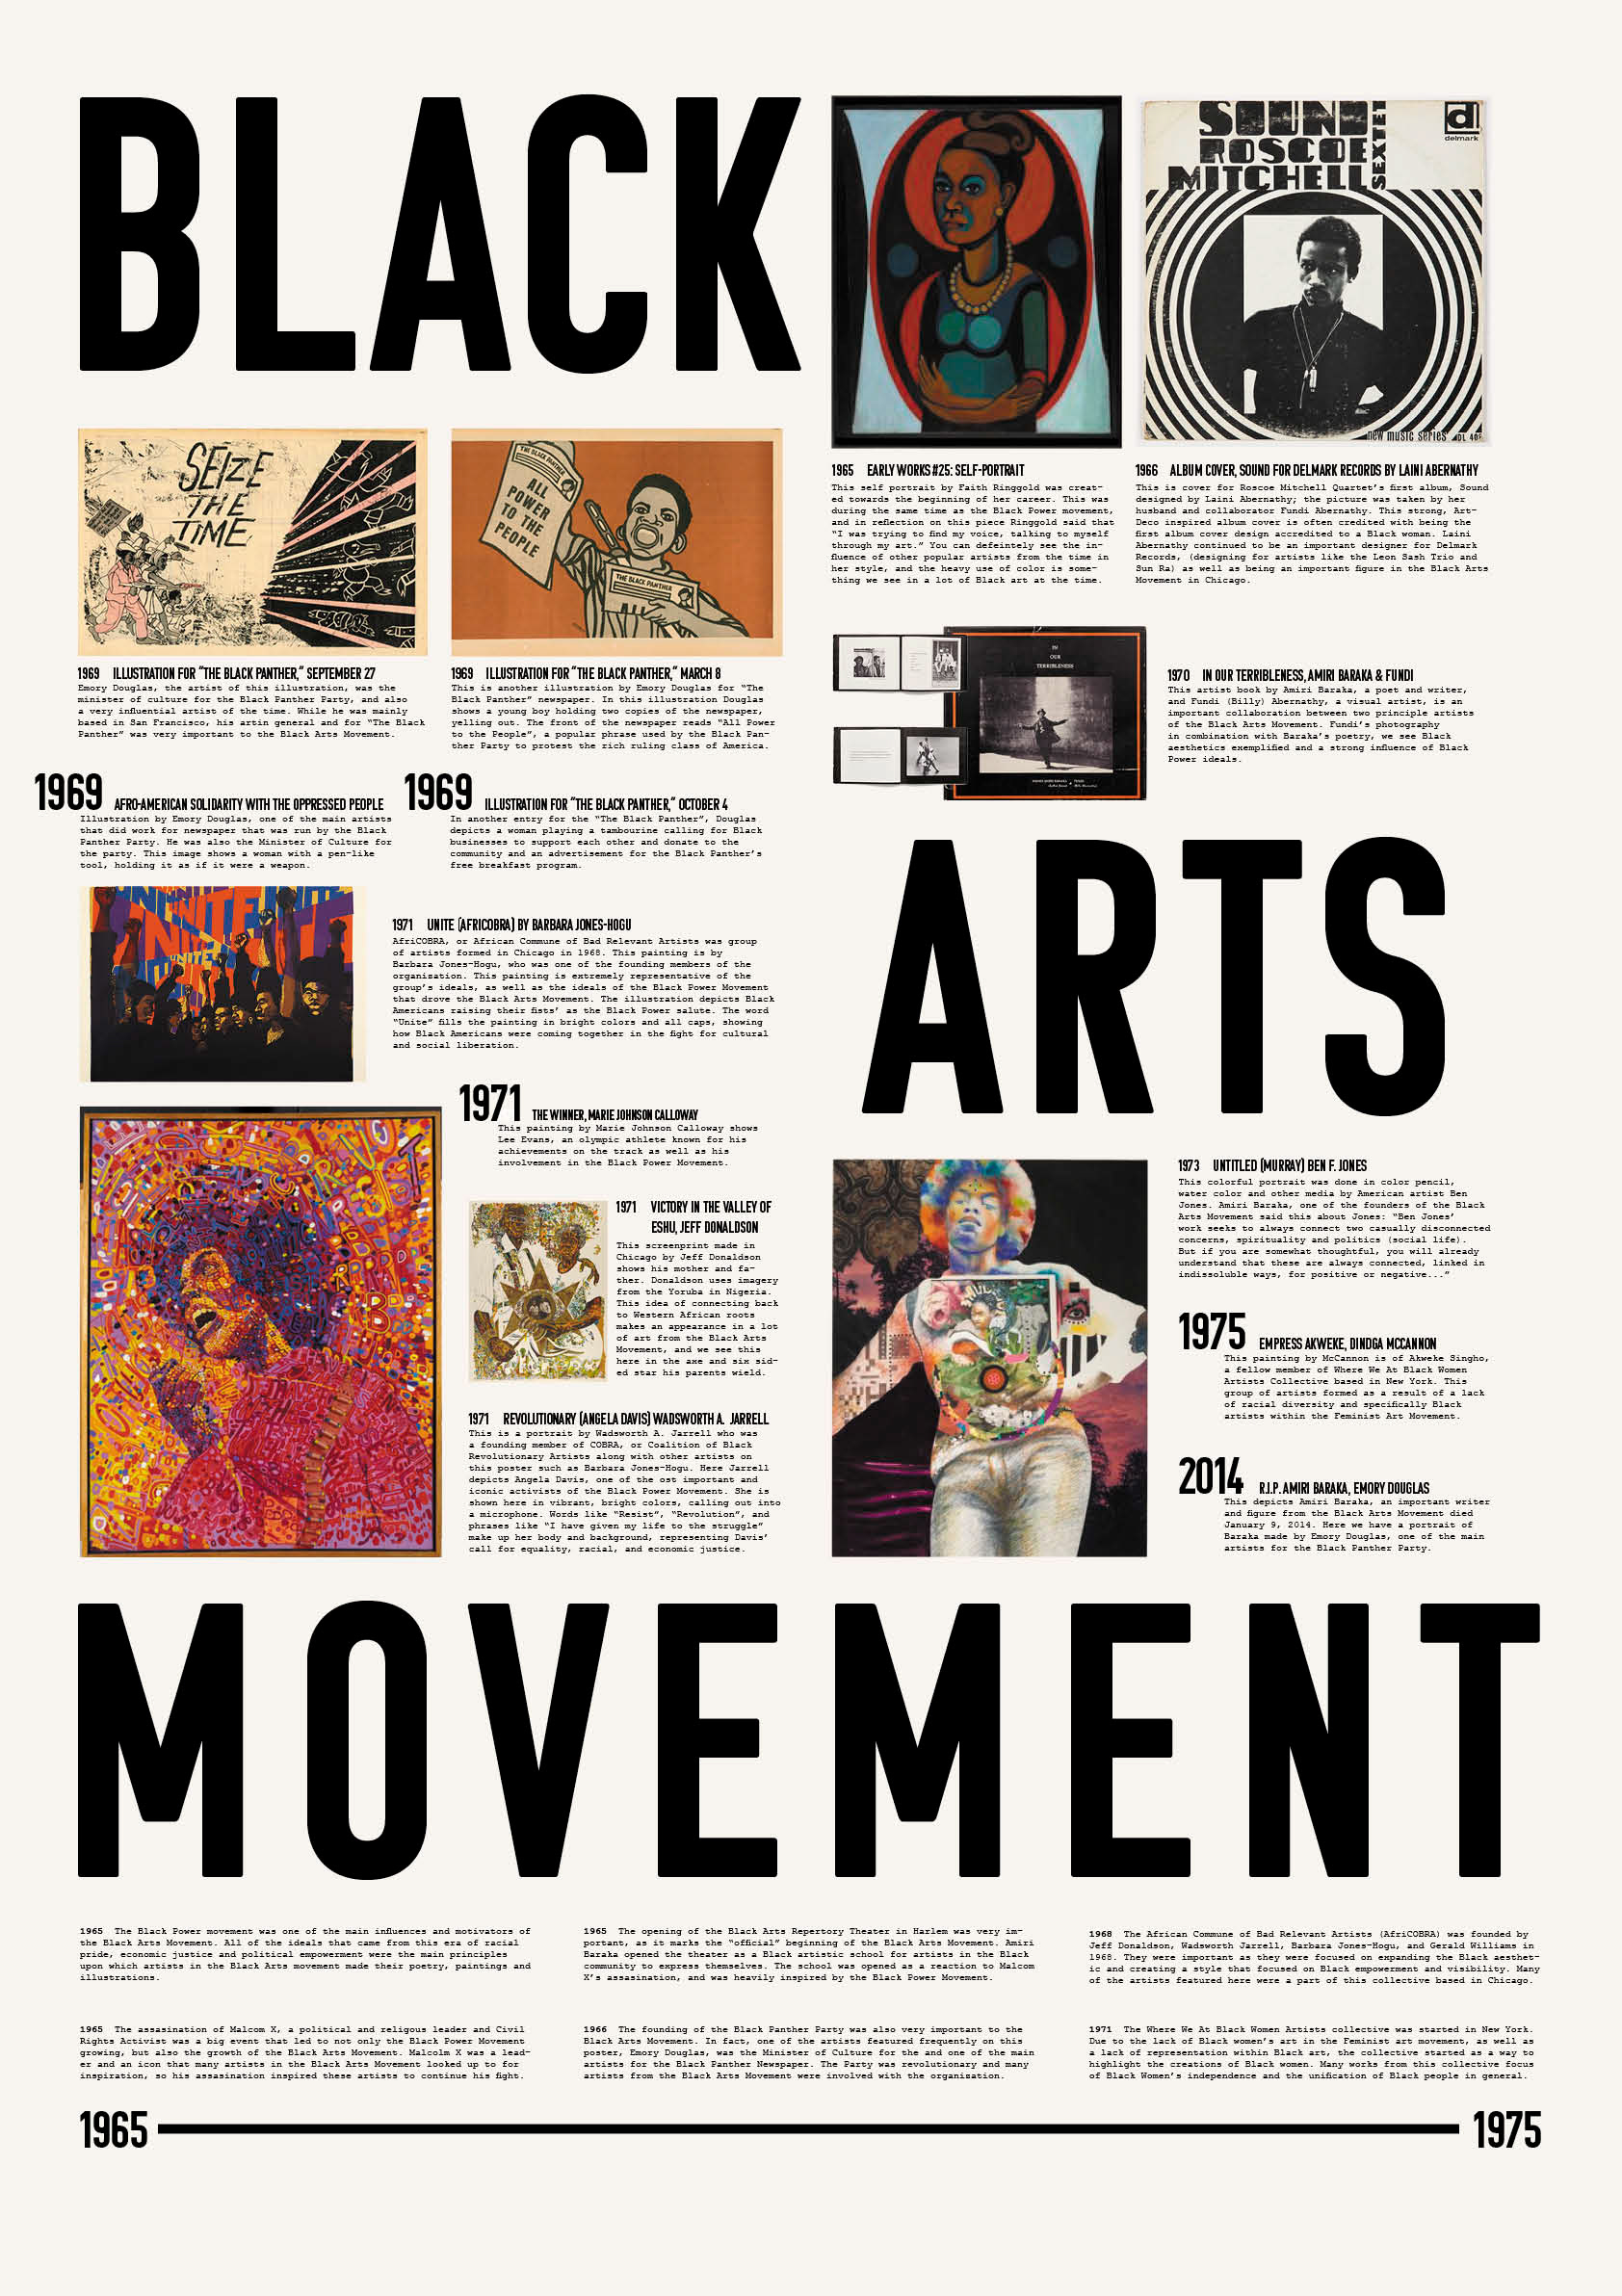 BLACK
SOUND
ROSCOE
MITCHELL
SEXTET
d
delmark
new music series
SEIZE
THE
TIME.
THE BLACK PANTHER
ALL
POWER
TO THE
PEOPLE
THE BLACK PANTHER
1965 EARLY WORKS #25: SELF-PORTRAIT
This self portrait by Faith Ringgold was creat-
ed towards the beginning of her career. This was
during the same time as the Black Power movement,
and in reflection on this piece Ringgold said that
“I was trying to find my voice, talking to myself
through my art.” You can defeintely see the in-
fluence of other popular artists from the time in
her style, and the heavy use of color is some-
thing we see in a lot of Black art at the time.
1966 ALBUM COVER, SOUND FOR DELMARK RECORDS BY LAINI ABERNATHY
This is cover for Roscoe Mitchell Quartet’s first album, Sound
designed by Laini Abernathy; the picture was taken by her
husband and collaborator Fundi Abernathy. This strong, Art-
Deco inspired album cover is often credited with being the
first album cover design accredited to a Black woman. Laini
Abernathy continued to be an important designer for Delmark
Records, (designing for artists like the Leon Sash Trio and
Sun Ra) as well as being an important figure in the Black Arts
Movement in Chicago.
1969 ILLUSTRATION FOR “THE BLACK PANTHER,” SEPTEMBER 27
Emory Douglas, the artist of this illustration, was the
minister of culture for the Black Panther Party, and also
a very influential artist of the time. While he was mainly
based in San Francisco, his artin general and for “The Black
Panther” was very important to the Black Arts Movement.
1969 ILLUSTRATION FOR “THE BLACK PANTHER,” MARCH 8
This is another illustration by Emory Douglas for “The
Black Panther” newspaper. In this illustration Douglas
shows a young boy holding two copies of the newspaper,
yelling out. The front of the newspaper reads “All Power
to the People”, a popular phrase used by the Black Pan-
ther Party to protest the rich ruling class of America.
IN
OUR
TERRIBLENESS
1970 IN OUR TERRIBLENESS, AMIRI BARAKA & FUNDI
This artist book by Amiri Baraka, a poet and writer,
and Fundi (Billy) Abernathy, a visual artist, is an
important collaboration between two principle artists
of the Black Arts Movement. Fundi’s photography
in combination with Baraka’s poetry, we see Black
aesthetics exemplified and a strong influence of Black
Power ideals.
1969 AFRO-AMERICAN SOLIDARITY WITH THE OPPRESSED PEOPLE
Illustration by Emory Douglas, one of the main artists
that did work for newspaper that was run by the Black
Panther Party. He was also the Minister of Culture for
the party. This image shows a woman with a pen-like
tool, holding it as if it were a weapon.
1969 ILLUSTRATION FOR “THE BLACK PANTHER,” OCTOBER 4
In another entry for the “The Black Panther”, Douglas
depicts a woman playing a tambourine calling for Black
businesses to support each other and donate to the
community and an advertisement for the Black Panther’s
free breakfast program.
ARTS
UNITE
UNITE
1971 UNITE (AFRICOBRA) BY BARBARA JONES-HOGU
AfriCOBRA, or African Commune of Bad Relevant Artists was group
of artists formed in Chicago in 1968. This painting is by
Barbara Jones-Hogu, who was one of the founding members of the
organization. This painting is extremely representative of the
group’s ideals, as well as the ideals of the Black Power Movement
that drove the Black Arts Movement. The illustration depicts Black
Americans raising their fists’ as the Black Power salute. The word
“Unite” fills the painting in bright colors and all caps, showing
how Black Americans were coming together in the fight for cultural
and social liberation.
1971 THE WINNER, MARIE JOHNSON CALLOWAY
This painting by Marie Johnson Calloway shows
Lee Evans, an olympic athlete known for his
achievements on the track as well as his
involvement in the Black Power Movement.
1971 VICTORY IN THE VALLEY OF
ESHU, JEFF DONALDSON
This screenprint made in
Chicago by Jeff Donaldson
shows his mother and fa-
ther. Donaldson uses imagery
from the Yoruba in Nigeria.
This idea of connecting back
to Western African roots
makes an appearance in a lot
of art from the Black Arts
Movement, and we see this
here in the axe and six sid-
ed star his parents wield.
1971 REVOLUTIONARY (ANGELA DAVIS) WADSWORTH A. JARRELL
This is a portrait by Wadsworth A. Jarrell who was
a founding member of COBRA, or Coalition of Black
Revolutionary Artists along with other artists on
this poster such as Barbara Jones-Hogu. Here Jarrell
depicts Angela Davis, one of the ost important and
iconic activists of the Black Power Movement. She is
shown here in vibrant, bright colors, calling out into
a microphone. Words like “Resist”, “Revolution”, and
phrases like “I have given my life to the struggle”
make up her body and background, representing Davis’
call for equality, racial, and economic justice.
1973 UNTITLED (MURRAY) BEN F. JONES
This colorful portrait was done in color pencil,
water color and other media by American artist Ben
Jones. Amiri Baraka, one of the founders of the Black
Arts Movement said this about Jones: “Ben Jones’
work seeks to always connect two casually disconnected
concerns, spirituality and politics (social life).
But if you are somewhat thoughtful, you will already
understand that these are always connected, linked in
indissoluble ways, for positive or negative...”
1975 EMPRESS AKWEKE, DINDGA MCCANNON
This painting by McCannon is of Akweke Singho,
a fellow member of Where We At Black Women
Artists Collective based in New York. This
group of artists formed as a result of a lack
of racial diversity and specifically Black
artists within the Feminist Art Movement.
2014 R.I.P. AMIRI BARAKA, EMORY DOUGLAS
This depicts Amiri Baraka, an important writer
and figure from the Black Arts Movement died
January 9, 2014. Here we have a portrait of
Baraka made by Emory Douglas, one of the main
artists for the Black Panther Party.
MOVEMENT
1965 The Black Power movement was one of the main influences and motivators of
the Black Arts Movement. All of the ideals that came from this era of racial
pride, economic justice and political empowerment were the main principles
upon which artists in the Black Arts movement made their poetry, paintings and
illustrations.
1965 The opening of the Black Arts Repertory Theater in Harlem was very im-
portant, as it marks the “official” beginning of the Black Arts Movement. Amiri
Baraka opened the theater as a Black artistic school for artists in the Black
community to express themselves. The school was opened as a reaction to Malcom
X’s assasination, and was heavily inspired by the Black Power Movement.
1968 The African Commune of Bad Relevant Artists (AfriCOBRA) was founded by
Jeff Donaldson, Wadsworth Jarrell, Barbara Jones-Hogu, and Gerald Williams in
1968. They were important as they were focused on expanding the Black aesthet-
ic and creating a style that focused on Black empowerment and visibility. Many
of the artists featured here were a part of this collective based in Chicago.
1965 The assasination of Malcom X, a political and religous leader and Civil
Rights Activist was a big event that led to not only the Black Power Movement
growing, but also the growth of the Black Arts Movement. Malcolm X was a lead-
er and an icon that many artists in the Black Arts Movement looked up to for
inspiration, so his assasination inspired these artists to continue his fight.
1966 The founding of the Black Panther Party was also very important to the
Black Arts Movement. In fact, one of the artists featured frequently on this
poster, Emory Douglas, was the Minister of Culture for the and one of the main
artists for the Black Panther Newspaper. The Party was revolutionary and many
artists from the Black Arts Movement were involved with the organization.
1971 The Where We At Black Women Artists collective was started in New York.
Due to the lack of Black women’s art in the Feminist art movement, as well as
a lack of representation within Black art, the collective started as a way to
highlight the creations of Black women. Many works from this collective focus
of Black Women’s independence and the unification of Black people in general.
1965
1975